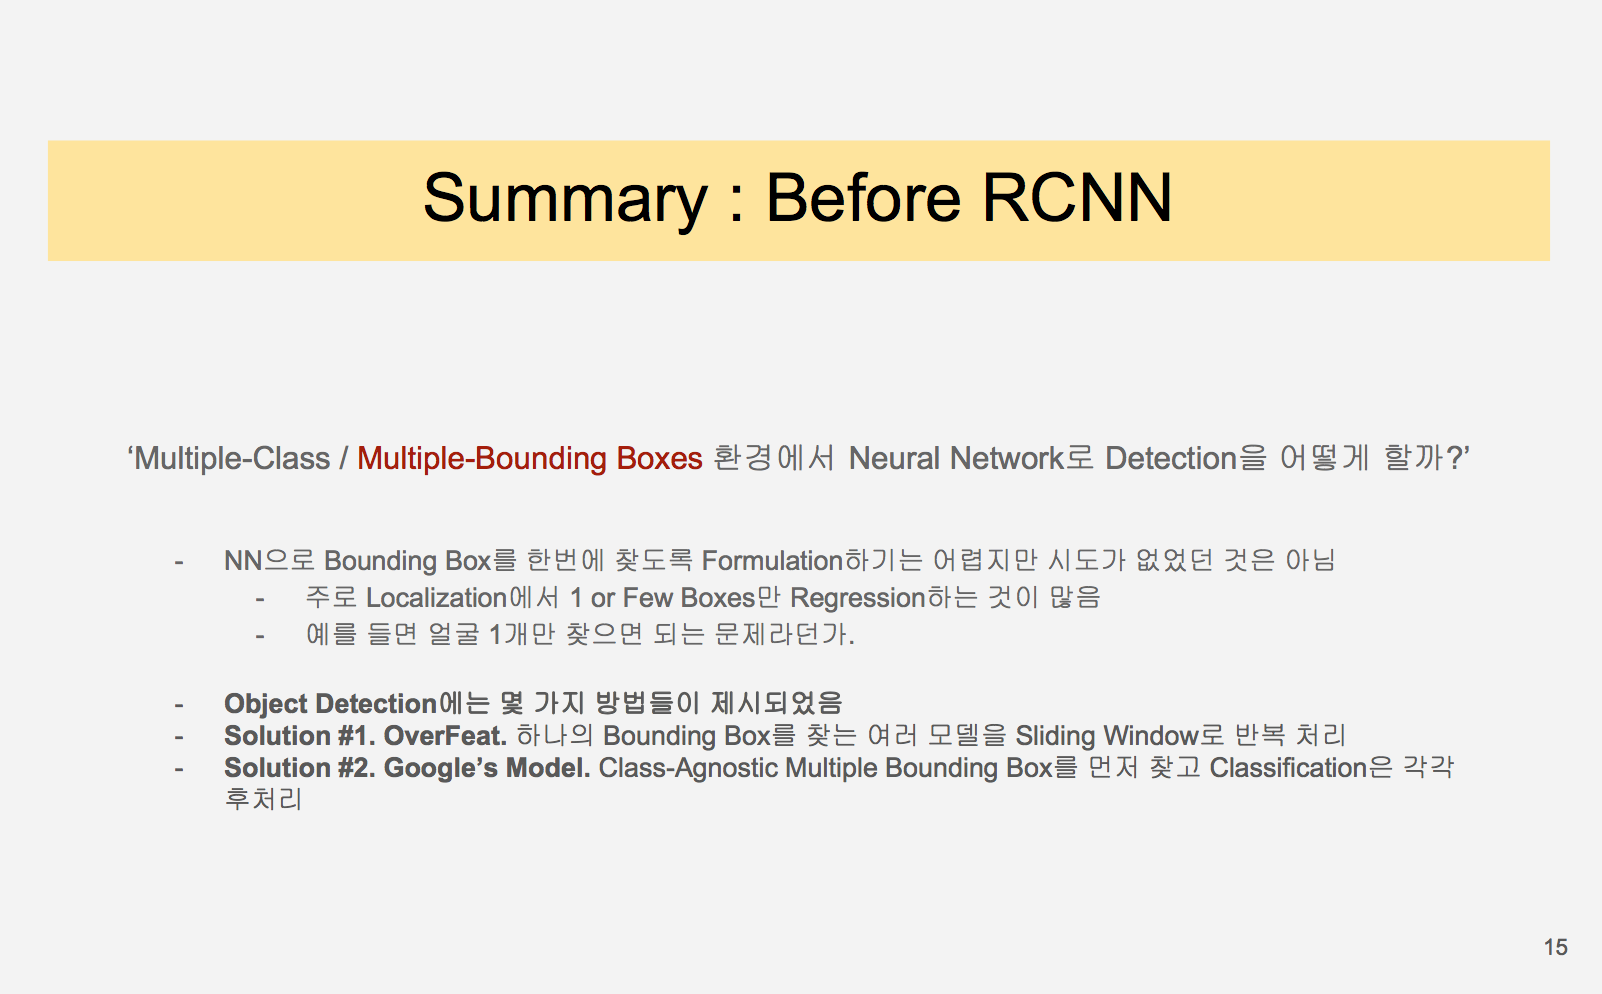 Summary : Before RCNN
‘Multiple-Class / Multiple-Bounding Boxes 환경에서 Neural Network로 Detection을 어떻게 할까?’
- NN으로 Bounding Box를 한번에 찾도록 Formulation하기는 어렵지만 시도가 없었던 것은 아님
- 주로 Localization에서 1 or Few Boxes만 Regression하는 것이 많음
- 예를 들면 얼굴 1개만 찾으면 되는 문제라던가.
- Object Detection에는 몇 가지 방법들이 제시되었음
- Solution #1. OverFeat. 하나의 Bounding Box를 찾는 여러 모델을 Sliding Window로 반복 처리
- Solution #2. Google’s Model. Class-Agnostic Multiple Bounding Box를 먼저 찾고 Classification은 각각
후처리
15